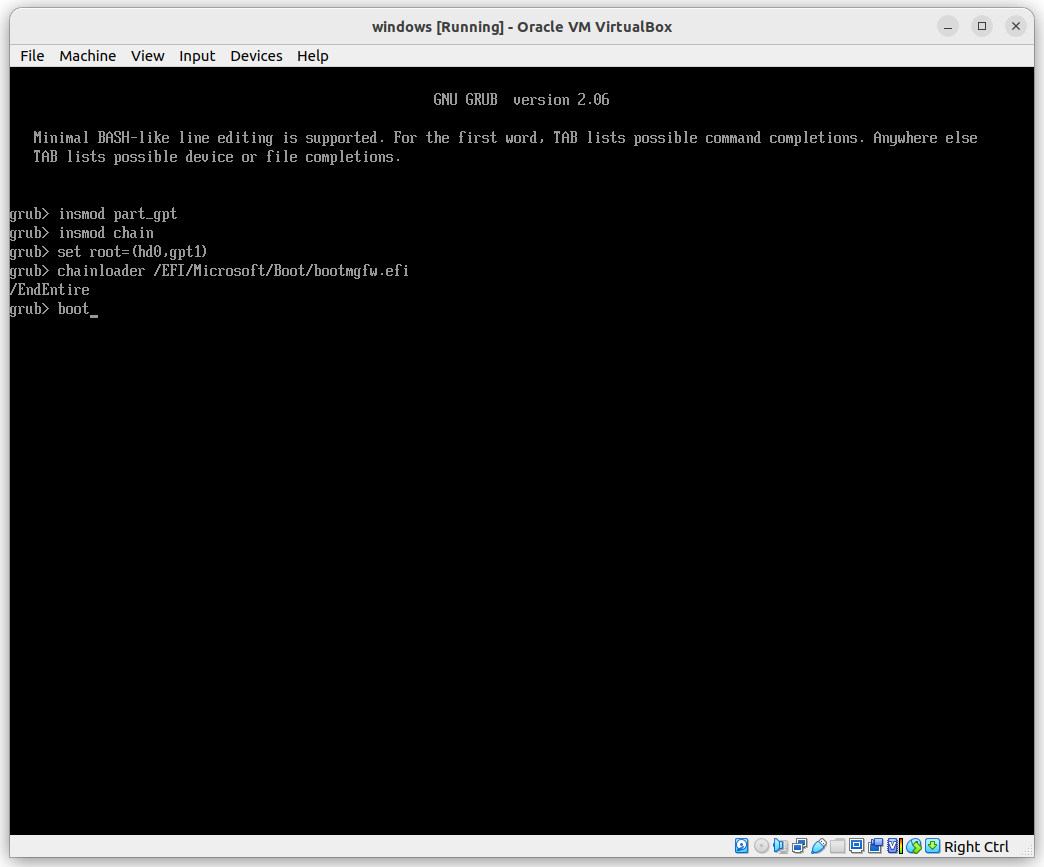 windows [Running] - Oracle VM VirtualBox
File Machine View Input Devices Help
GNU GRUB  version 2.06
Minimal BASH-like line editing is supported. For the first word, TAB lists possible command completions. Anywhere else
TAB lists possible device or file completions.
grub> insmod part_gpt
grub> insmod chain
grub> set root=(hd0,gpt1)
grub> chainloader /EFI/Microsoft/Boot/bootmgfw.efi
/EndEntire
grub> boot_
Right Ctrl